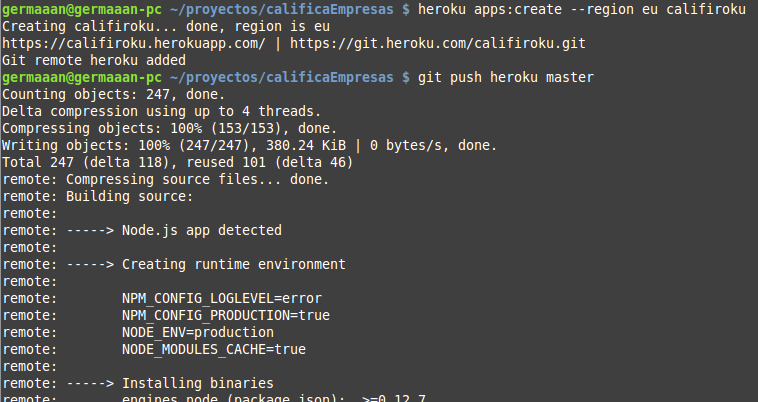 germaaan@germaaan-pc ~/proyectos/calificaEmpresas $ heroku apps:create --region eu califiroku
Creating califiroku... done, region is eu
https://califiroku.herokuapp.com/ | https://git.heroku.com/califiroku.git
Git remote heroku added
germaaan@germaaan-pc ~/proyectos/calificaEmpresas $ git push heroku master
Counting objects: 247, done.
Delta compression using up to 4 threads.
Compressing objects: 100% (153/153), done.
Writing objects: 100% (247/247), 380.24 KiB | 0 bytes/s, done.
Total 247 (delta 118), reused 101 (delta 46)
remote: Compressing source files... done.
remote: Building source:
remote:
remote: -----> Node.js app detected
remote:
remote: -----> Creating runtime environment
remote:
remote:        NPM_CONFIG_LOGLEVEL=error
remote:        NPM_CONFIG_PRODUCTION=true
remote:        NODE_ENV=production
remote:        NODE_MODULES_CACHE=true
remote:
remote: -----> Installing binaries
remote:        engines.node (package.json):  >=0.12.7